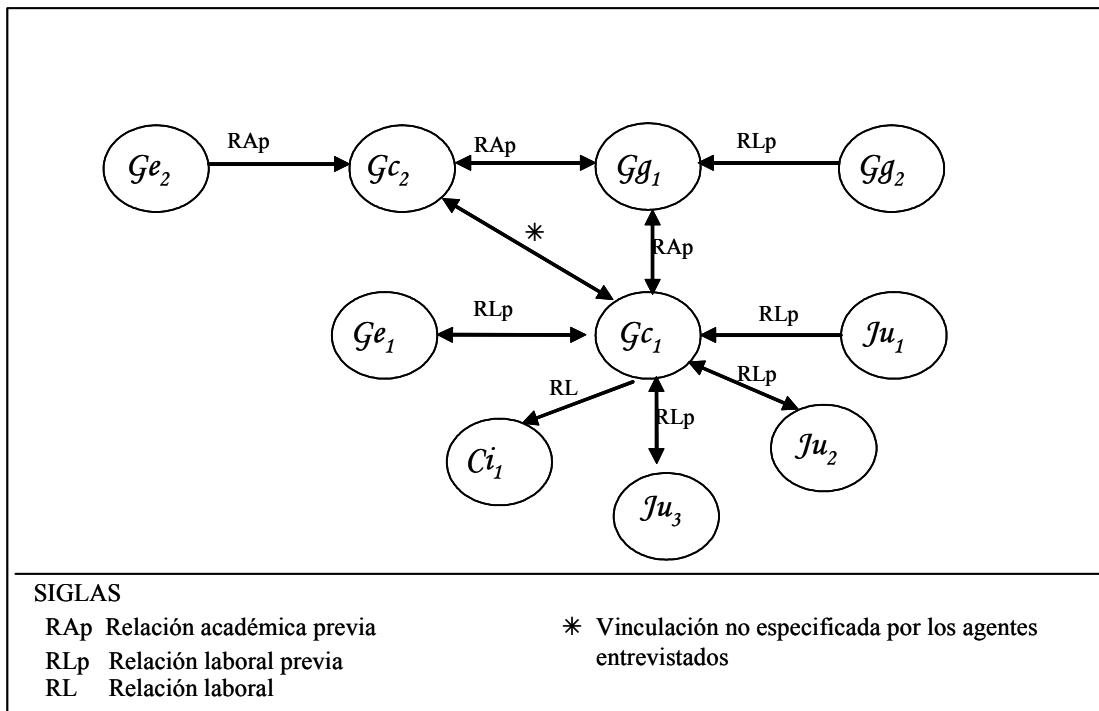 RAp RAp RLp
Ge2 Gc2 Gg1 Gg2
*
RAp
RLp RLp
Ge1 Gc1 Ju1
RL RLp
RLp
Ci1 Ju2
Ju3
SIGLAS
RAp Relación académica previa
RLp Relación laboral previa
RL Relación laboral
* Vinculación no especificada por los agentes
entrevistados